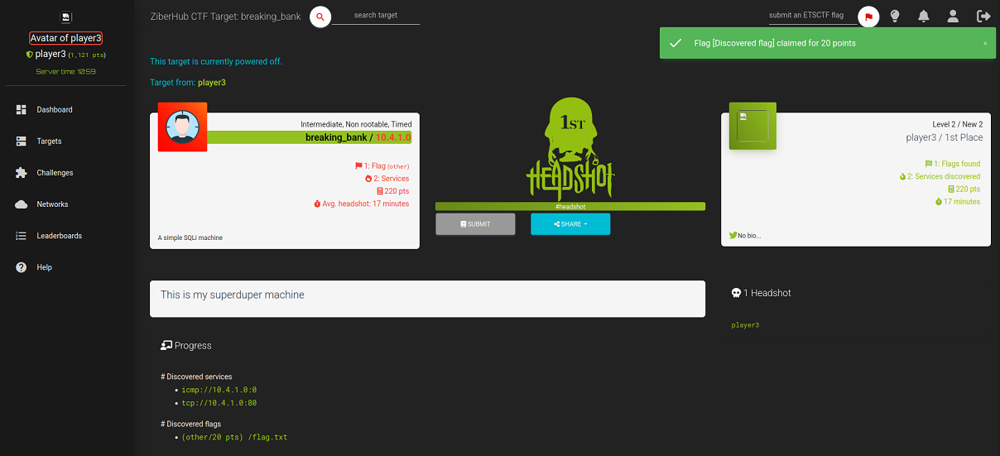 ZiberHub CTF Target: breaking_bank
search target
submit an ETSCTF flag
Avatar of player3
player3 (1,121 pts)
Server time: 10:59
Dashboard
Targets
Challenges
Networks
Leaderboards
Help
Flag [Discovered flag] claimed for 20 points
×
This target is currently powered off.
Target from: player3
Intermediate, Non rootable, Timed
breaking_bank / 10.4.1.0
1: Flag (other)
2: Services
220 pts
Avg. headshot: 17 minutes
A simple SQLi machine
1ST
HEADSHOT
#headshot
SUBMIT
SHARE
Level 2 / New 2
player3 / 1st Place
1: Flags found
2: Services discovered
220 pts
17 minutes
No bio...
This is my superduper machine
1 Headshot
player3
Progress
# Discovered services
• icmp://10.4.1.0:0
• tcp://10.4.1.0:80
# Discovered flags
• (other/20 pts) /flag.txt